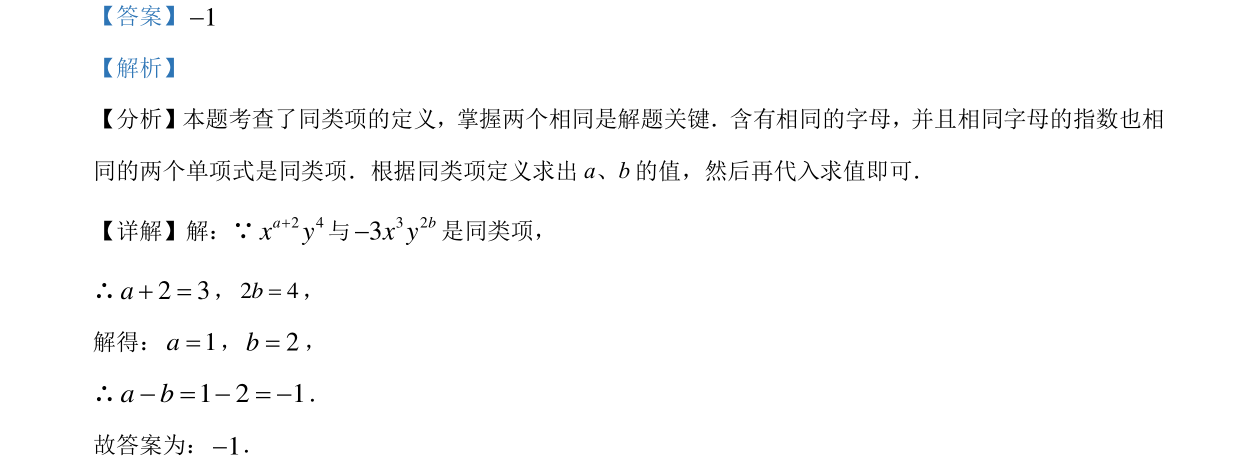 【答案】−1
【解析】
【分析】本题考查了同类项的定义，掌握两个相同是解题关键．含有相同的字母，并且相同字母的指数也相
同的两个单项式是同类项．根据同类项定义求出 a、b 的值，然后再代入求值即可．
【详解】解：∵ x^{a+2}y^4 与 −3x^3y^{2b} 是同类项，
∴ a + 2 = 3，2b = 4，
解得：a = 1，b = 2，
∴ a − b = 1 − 2 = −1．
故答案为：−1．